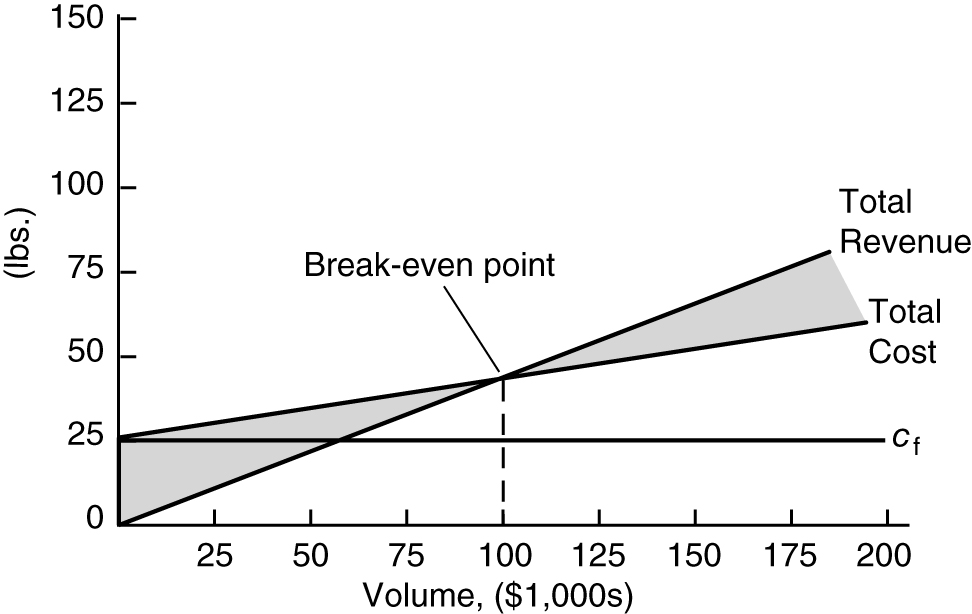 150
125
100
75
50
25
0
(lbs.)
Total
Revenue
Break-even point
Total
Cost
cf
25 50 75 100 125 150 175 200
Volume, ($1,000s)